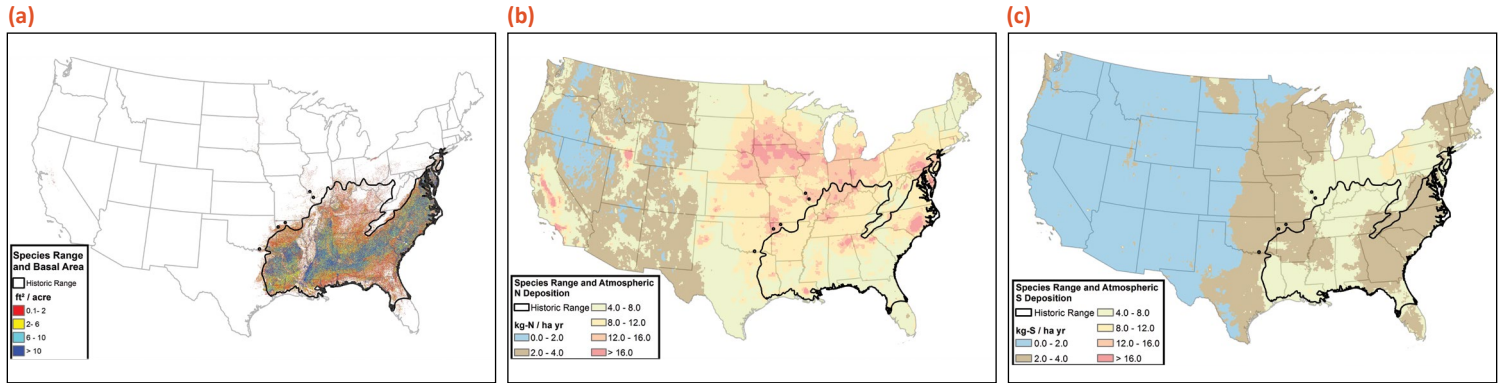 (a)
Species Range
and Basal Area
Historic Range
ft² / acre
0.1- 2
2- 6
6 - 10
> 10
(b)
Species Range and Atmospheric
N Deposition
Historic Range
kg-N / ha yr
0.0 - 2.0
2.0 - 4.0
4.0 - 8.0
8.0 - 12.0
12.0 - 16.0
> 16.0
(c)
Species Range and Atmospheric
S Deposition
Historic Range
kg-S / ha yr
0.0 - 2.0
2.0 - 4.0
4.0 - 8.0
8.0 - 12.0
12.0 - 16.0
> 16.0